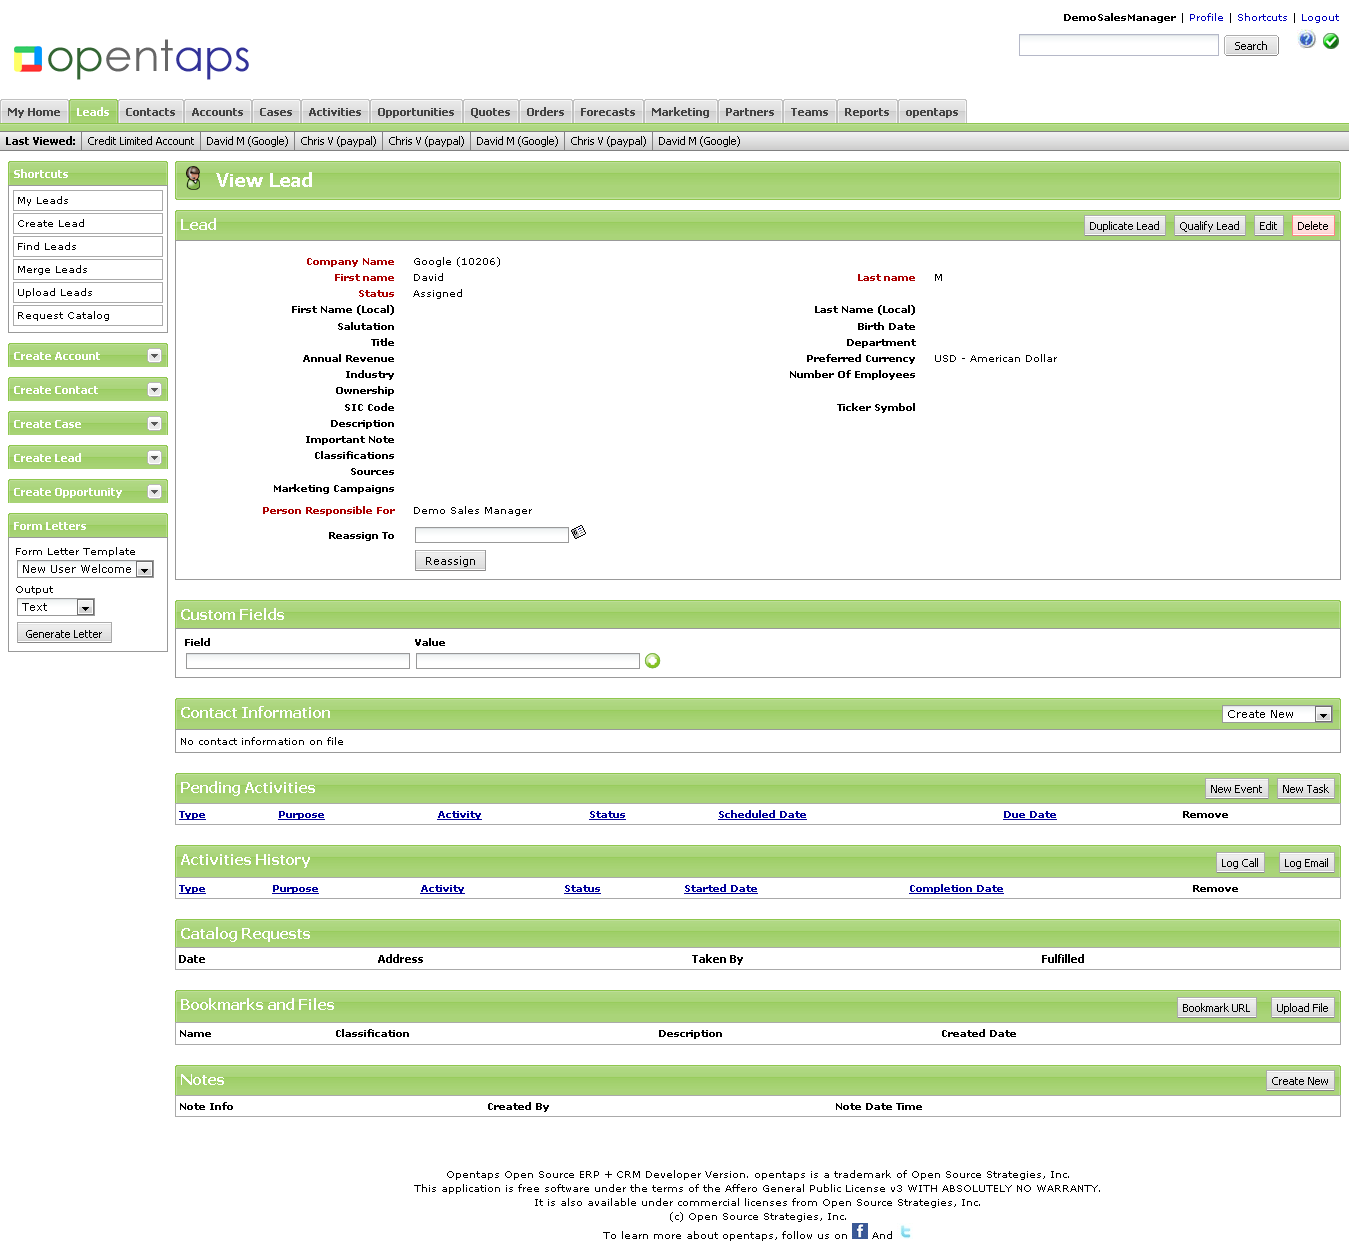 DemoSalesManager | Profile | Shortcuts | Logout
opentaps
Search
My Home Leads Contacts Accounts Cases Activities Opportunities Quotes Orders Forecasts Marketing Partners Teams Reports opentaps
Last Viewed: Credit Limited Account David M (Google) Chris V (paypal) Chris V (paypal) David M (Google) Chris V (paypal) David M (Google)
Shortcuts
My Leads
Create Lead
Find Leads
Merge Leads
Upload Leads
Request Catalog
Create Account
Create Contact
Create Case
Create Lead
Create Opportunity
Form Letters
Form Letter Template
New User Welcome
Output
Text
Generate Letter
View Lead
Lead Duplicate Lead Qualify Lead Edit Delete
Company Name Google (10206)
First name David Last name M
Status Assigned
First Name (Local) Last Name (Local)
Salutation Birth Date
Title Department
Annual Revenue Preferred Currency USD - American Dollar
Industry Number Of Employees
Ownership
SIC Code Ticker Symbol
Description
Important Note
Classifications
Sources
Marketing Campaigns
Person Responsible For Demo Sales Manager
Reassign To
Reassign
Custom Fields
Field Value
Contact Information Create New
No contact information on file
Pending Activities New Event New Task
Type Purpose Activity Status Scheduled Date Due Date Remove
Activities History Log Call Log Email
Type Purpose Activity Status Started Date Completion Date Remove
Catalog Requests
Date Address Taken By Fulfilled
Bookmarks and Files Bookmark URL Upload File
Name Classification Description Created Date
Notes Create New
Note Info Created By Note Date Time
Opentaps Open Source ERP + CRM Developer Version. opentaps is a trademark of Open Source Strategies, Inc.
This application is free software under the terms of the Affero General Public License v3 WITH ABSOLUTELY NO WARRANTY.
It is also available under commercial licenses from Open Source Strategies, Inc.
(c) Open Source Strategies, Inc.
To learn more about opentaps, follow us on f And t